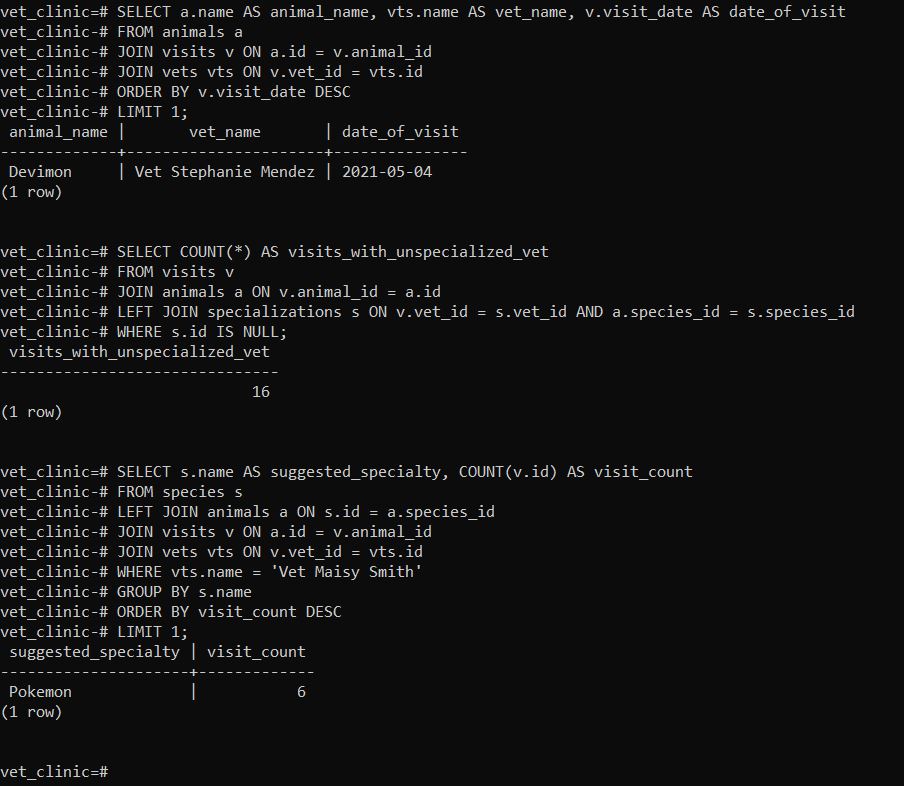 vet_clinic=# SELECT a.name AS animal_name, vts.name AS vet_name, v.visit_date AS date_of_visit
vet_clinic-# FROM animals a
vet_clinic-# JOIN visits v ON a.id = v.animal_id
vet_clinic-# JOIN vets vts ON v.vet_id = vts.id
vet_clinic-# ORDER BY v.visit_date DESC
vet_clinic-# LIMIT 1;
 animal_name |       vet_name       | date_of_visit
-------------+----------------------+---------------
 Devimon     | Vet Stephanie Mendez | 2021-05-04
(1 row)


vet_clinic=# SELECT COUNT(*) AS visits_with_unspecialized_vet
vet_clinic-# FROM visits v
vet_clinic-# JOIN animals a ON v.animal_id = a.id
vet_clinic-# LEFT JOIN specializations s ON v.vet_id = s.vet_id AND a.species_id = s.species_id
vet_clinic-# WHERE s.id IS NULL;
 visits_with_unspecialized_vet
-------------------------------
                            16
(1 row)


vet_clinic=# SELECT s.name AS suggested_specialty, COUNT(v.id) AS visit_count
vet_clinic-# FROM species s
vet_clinic-# LEFT JOIN animals a ON s.id = a.species_id
vet_clinic-# JOIN visits v ON a.id = v.animal_id
vet_clinic-# JOIN vets vts ON v.vet_id = vts.id
vet_clinic-# WHERE vts.name = 'Vet Maisy Smith'
vet_clinic-# GROUP BY s.name
vet_clinic-# ORDER BY visit_count DESC
vet_clinic-# LIMIT 1;
 suggested_specialty | visit_count
---------------------+-------------
 Pokemon             |           6
(1 row)


vet_clinic=#